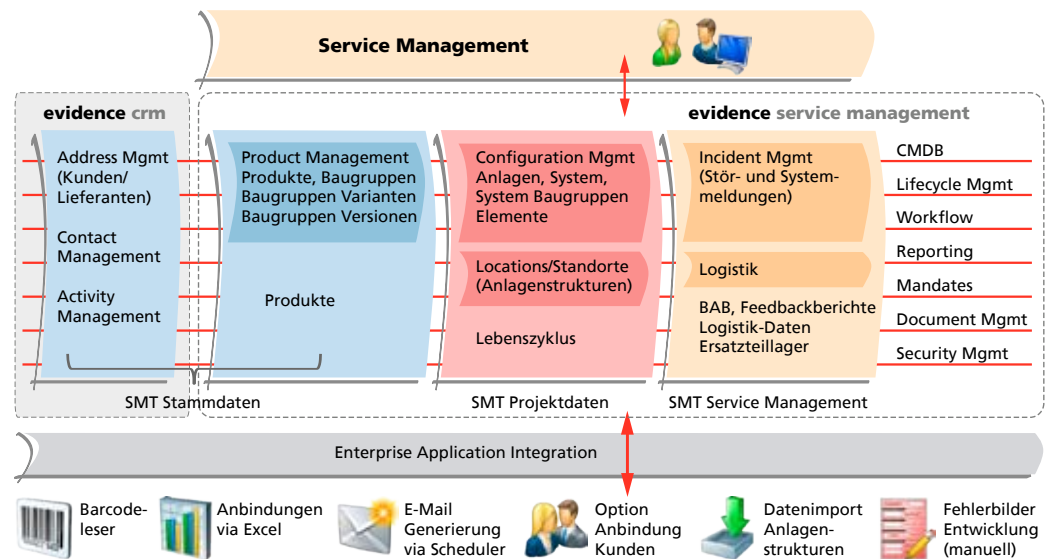 Service Management
evidence crm
evidence service management
Address Mgmt
(Kunden/
Lieferanten)
Contact
Management
Activity
Management
Product Management
Produkte, Baugruppen
Baugruppen Varianten
Baugruppen Versionen
Produkte
Configuration Mgmt
Anlagen, System,
System Baugruppen
Elemente
Locations/Standorte
(Anlagenstrukturen)
Lebenszyklus
Incident Mgmt
(Stör- und System-
meldungen)
Logistik
BAB, Feedbackberichte
Logistik-Daten
Ersatzteillager
CMDB
Lifecycle Mgmt
Workflow
Reporting
Mandates
Document Mgmt
Security Mgmt
SMT Stammdaten
SMT Projektdaten
SMT Service Management
Enterprise Application Integration
Barcode-
leser
Anbindungen
via Excel
E-Mail
Generierung
via Scheduler
Option
Anbindung
Kunden
Datenimport
Anlagen-
strukturen
Fehlerbilder
Entwicklung
(manuell)